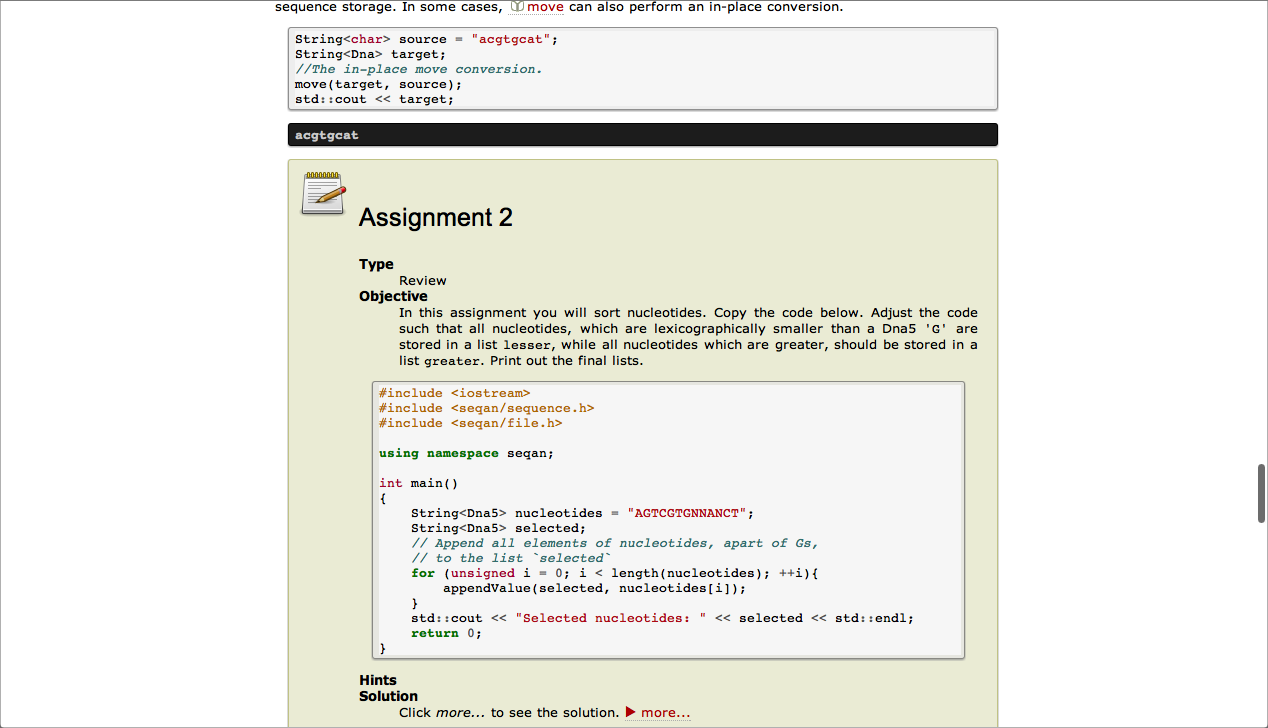 sequence storage. In some cases, move can also perform an in-place conversion.
String<char> source = "acgtgcat";
String<Dna> target;
//The in-place move conversion.
move(target, source);
std::cout << target;
acgtgcat
Assignment 2
Type
Review
Objective
In this assignment you will sort nucleotides. Copy the code below. Adjust the code
such that all nucleotides, which are lexicographically smaller than a Dna5 'G' are
stored in a list lesser, while all nucleotides which are greater, should be stored in a
list greater. Print out the final lists.
#include <iostream>
#include <seqan/sequence.h>
#include <seqan/file.h>
using namespace seqan;
int main()
{
String<Dna5> nucleotides = "AGTCGTGNNANCT";
String<Dna5> selected;
// Append all elements of nucleotides, apart of Gs,
// to the list `selected`
for (unsigned i = 0; i < length(nucleotides); ++i){
appendValue(selected, nucleotides[i]);
}
std::cout << "Selected nucleotides: " << selected << std::endl;
return 0;
}
Hints
Solution
Click more... to see the solution. ▶ more...